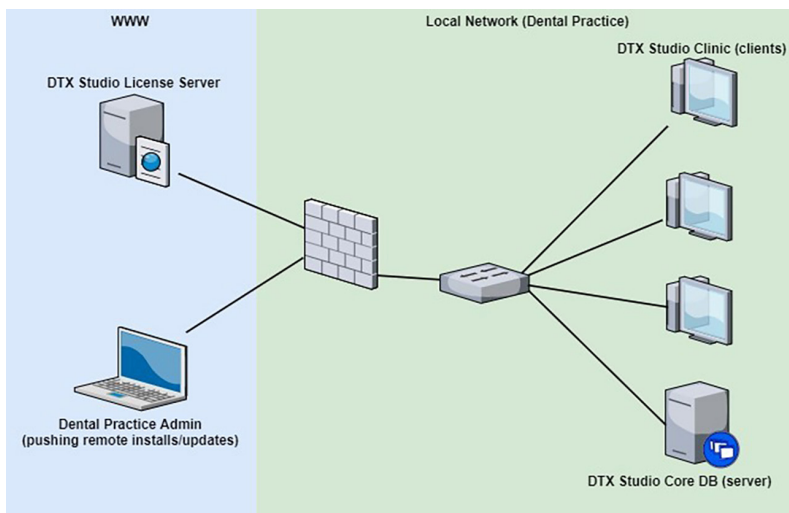 WWW
Local Network (Dental Practice)
DTX Studio License Server
DTX Studio Clinic (clients)
Dental Practice Admin
(pushing remote installs/updates)
DTX Studio Core DB (server)